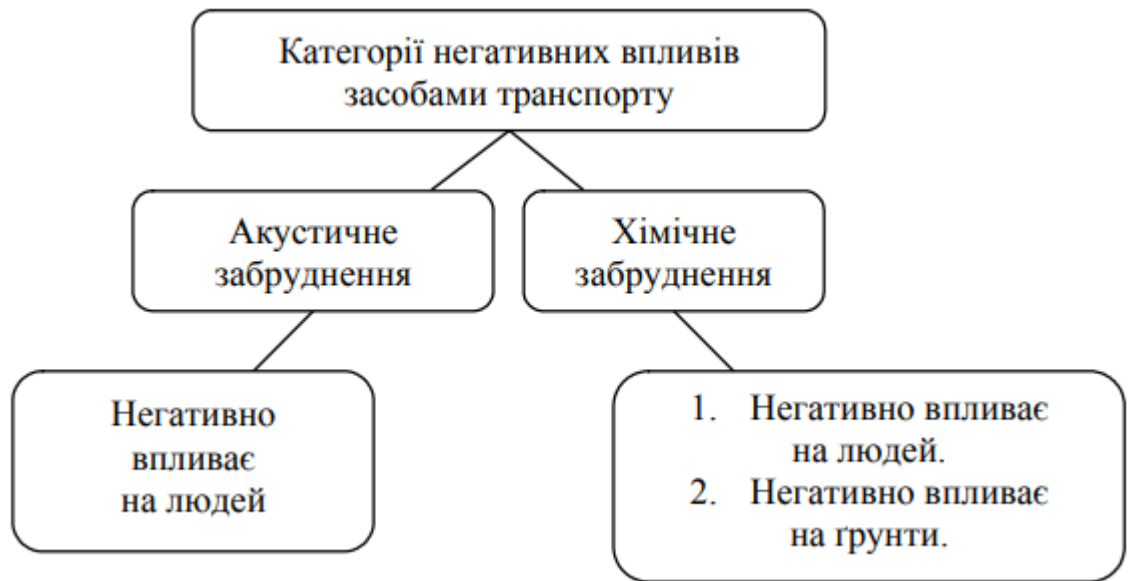 Категорії негативних впливів
засобами транспорту
Акустичне
забруднення
Хімічне
забруднення
Негативно
впливає
на людей
1. Негативно впливає
на людей.
2. Негативно впливає
на ґрунти.